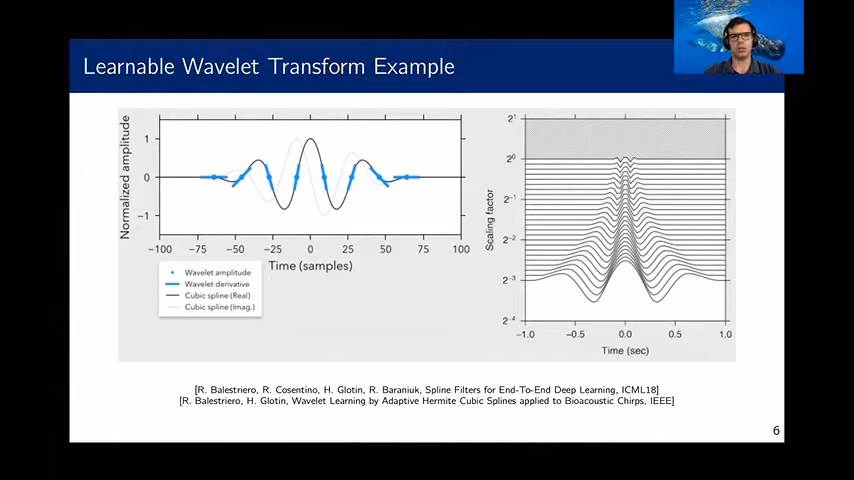 Learnable Wavelet Transform Example
Normalized amplitude
1
0
−1
−100 −75 −50 −25 0 25 50 75 100
Time (samples)
Wavelet amplitude
Wavelet derivative
Cubic spline (Real)
Cubic spline (Imag.)
Scaling factor
2¹
2⁰
2⁻¹
2⁻²
2⁻³
2⁻⁴
−1.0 −0.5 0.0 0.5 1.0
Time (sec)
[R. Balestriero, R. Cosentino, H. Glotin, R. Baraniuk, Spline Filters for End-To-End Deep Learning, ICML18]
[R. Balestriero, H. Glotin, Wavelet Learning by Adaptive Hermite Cubic Splines applied to Bioacoustic Chirps, IEEE]
6